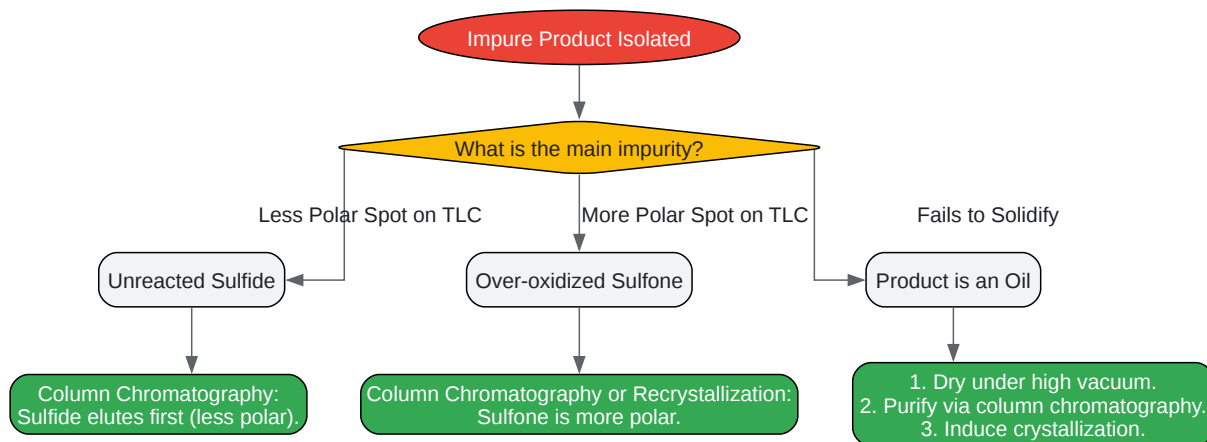 Impure Product Isolated
What is the main impurity?
Less Polar Spot on TLC
More Polar Spot on TLC
Fails to Solidify
Unreacted Sulfide
Over-oxidized Sulfone
Product is an Oil
Column Chromatography:
Sulfide elutes first (less polar).
Column Chromatography or Recrystallization:
Sulfone is more polar.
1. Dry under high vacuum.
2. Purify via column chromatography.
3. Induce crystallization.